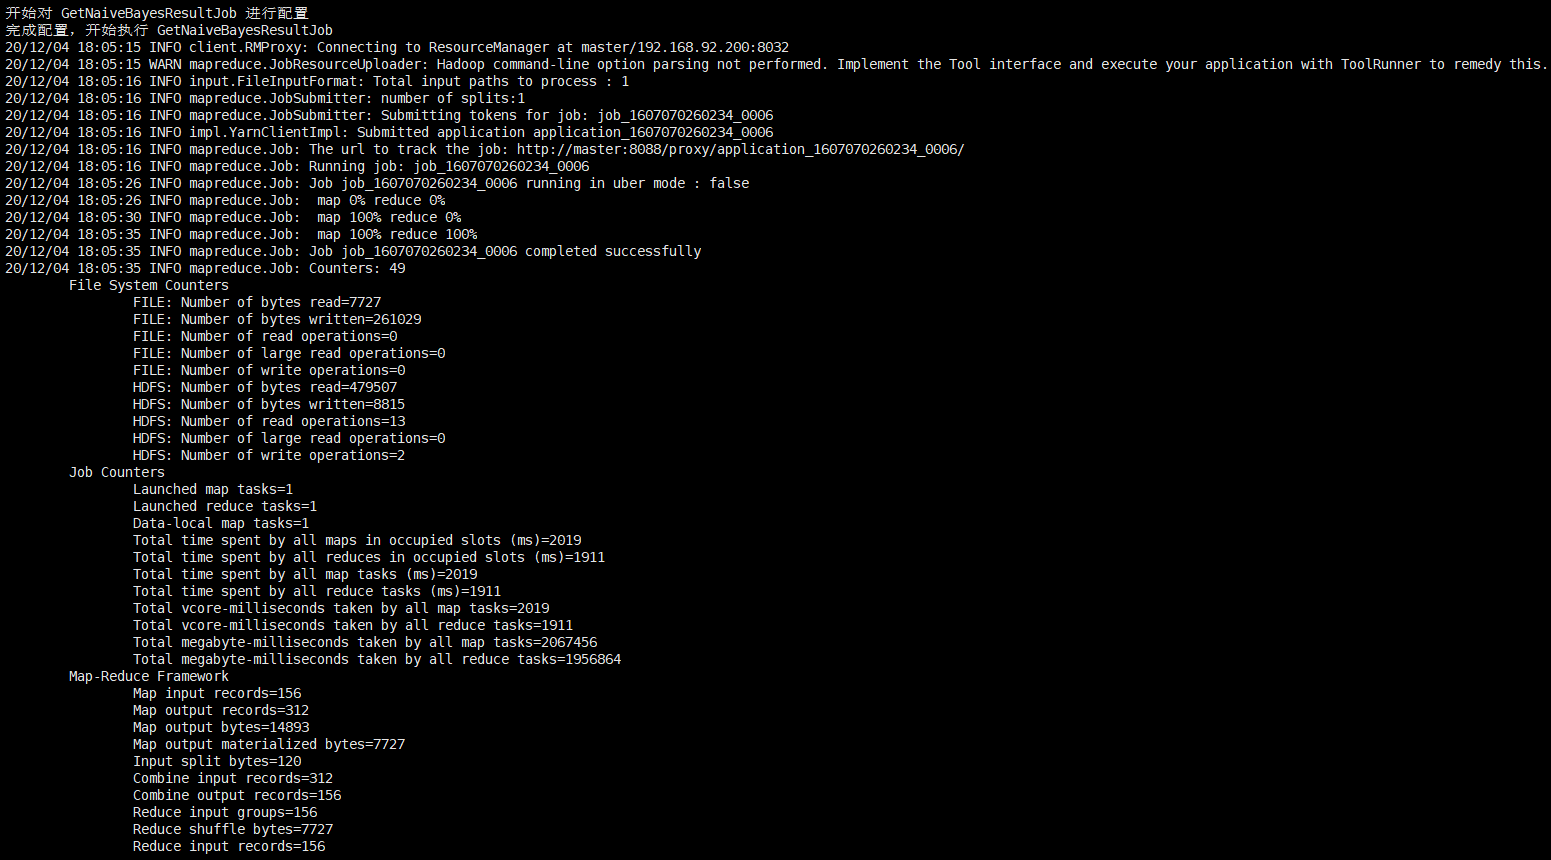 开始对 GetNaiveBayesResultJob 进行配置
完成配置，开始执行 GetNaiveBayesResultJob
20/12/04 18:05:15 INFO client.RMProxy: Connecting to ResourceManager at master/192.168.92.200:8032
20/12/04 18:05:15 WARN mapreduce.JobResourceUploader: Hadoop command-line option parsing not performed. Implement the Tool interface and execute your application with ToolRunner to remedy this.
20/12/04 18:05:16 INFO input.FileInputFormat: Total input paths to process : 1
20/12/04 18:05:16 INFO mapreduce.JobSubmitter: number of splits:1
20/12/04 18:05:16 INFO mapreduce.JobSubmitter: Submitting tokens for job: job_1607070260234_0006
20/12/04 18:05:16 INFO impl.YarnClientImpl: Submitted application application_1607070260234_0006
20/12/04 18:05:16 INFO mapreduce.Job: The url to track the job: http://master:8088/proxy/application_1607070260234_0006/
20/12/04 18:05:16 INFO mapreduce.Job: Running job: job_1607070260234_0006
20/12/04 18:05:26 INFO mapreduce.Job: Job job_1607070260234_0006 running in uber mode : false
20/12/04 18:05:26 INFO mapreduce.Job:  map 0% reduce 0%
20/12/04 18:05:30 INFO mapreduce.Job:  map 100% reduce 0%
20/12/04 18:05:35 INFO mapreduce.Job:  map 100% reduce 100%
20/12/04 18:05:35 INFO mapreduce.Job: Job job_1607070260234_0006 completed successfully
20/12/04 18:05:35 INFO mapreduce.Job: Counters: 49
File System Counters
FILE: Number of bytes read=7727
FILE: Number of bytes written=261029
FILE: Number of read operations=0
FILE: Number of large read operations=0
FILE: Number of write operations=0
HDFS: Number of bytes read=479507
HDFS: Number of bytes written=8815
HDFS: Number of read operations=13
HDFS: Number of large read operations=0
HDFS: Number of write operations=2
Job Counters
Launched map tasks=1
Launched reduce tasks=1
Data-local map tasks=1
Total time spent by all maps in occupied slots (ms)=2019
Total time spent by all reduces in occupied slots (ms)=1911
Total time spent by all map tasks (ms)=2019
Total time spent by all reduce tasks (ms)=1911
Total vcore-milliseconds taken by all map tasks=2019
Total vcore-milliseconds taken by all reduce tasks=1911
Total megabyte-milliseconds taken by all map tasks=2067456
Total megabyte-milliseconds taken by all reduce tasks=1956864
Map-Reduce Framework
Map input records=156
Map output records=312
Map output bytes=14893
Map output materialized bytes=7727
Input split bytes=120
Combine input records=312
Combine output records=156
Reduce input groups=156
Reduce shuffle bytes=7727
Reduce input records=156